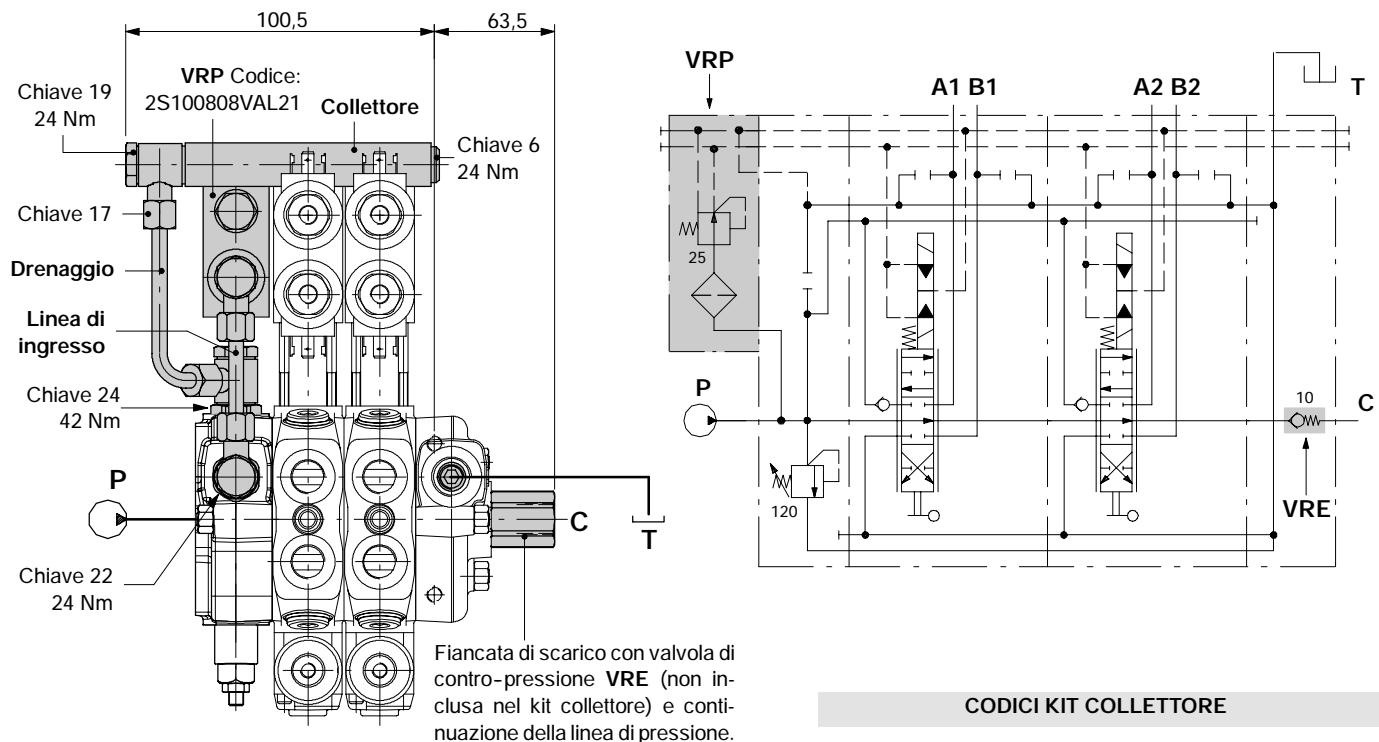 100,5
63,5
VRP Codice:
2S100808VAL21
Chiave 19
24 Nm
Collettore
Chiave 6
24 Nm
Chiave 17
Drenaggio
Linea di
ingresso
Chiave 24
42 Nm
P
C
T
Chiave 22
24 Nm
Fiancata di scarico con valvola di
contro-pressione VRE (non in-
clusa nel kit collettore) e conti-
nuazione della linea di pressione.
VRP
A1 B1
A2 B2
T
25
P
10
C
120
VRE
CODICI KIT COLLETTORE